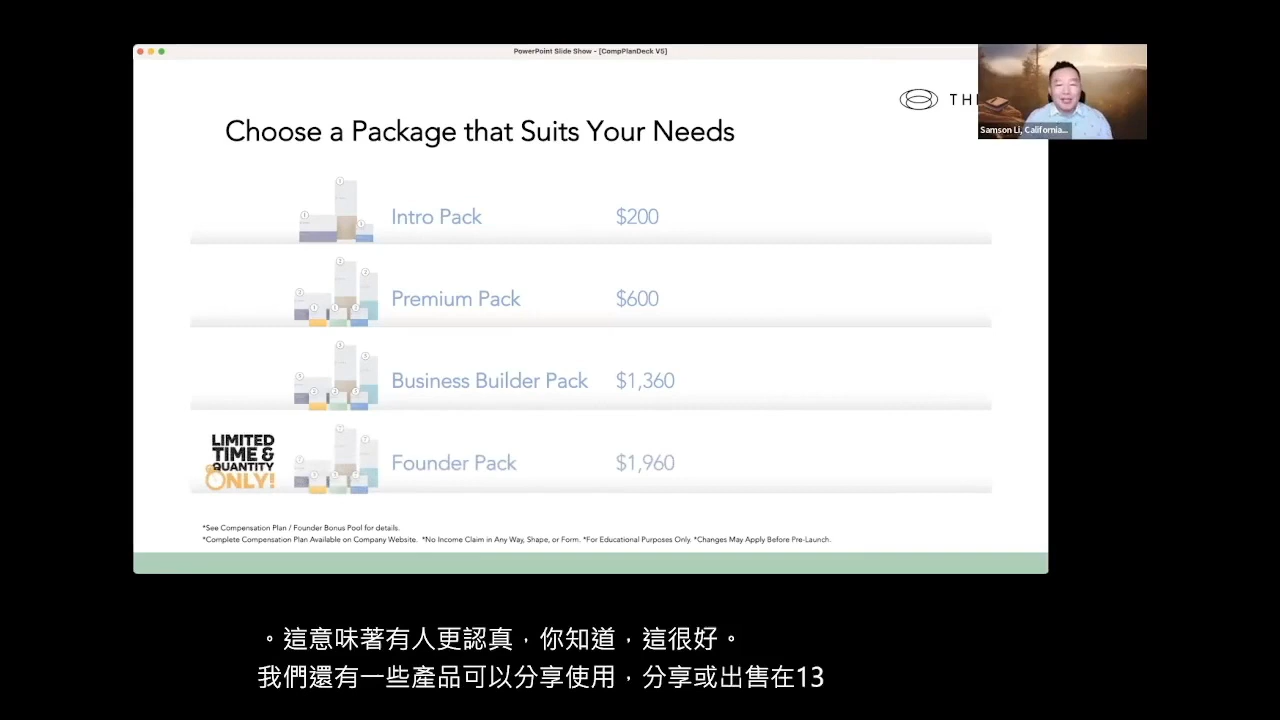 PowerPoint Slide Show - [CompPlanDeck V5]
Samson Li, California...
Choose a Package that Suits Your Needs
Intro Pack $200
Premium Pack $600
Business Builder Pack $1,360
LIMITED
TIME &
QUANTITY
ONLY!
Founder Pack $1,960
*See Compensation Plan / Founder Bonus Pool for details.
*Complete Compensation Plan Available on Company Website. *No Income Claim in Any Way, Shape, or Form. *For Educational Purposes Only. *Changes May Apply Before Pre-Launch.
。這意味著有人更認真，你知道，這很好。
我們還有一些產品可以分享使用，分享或出售在13